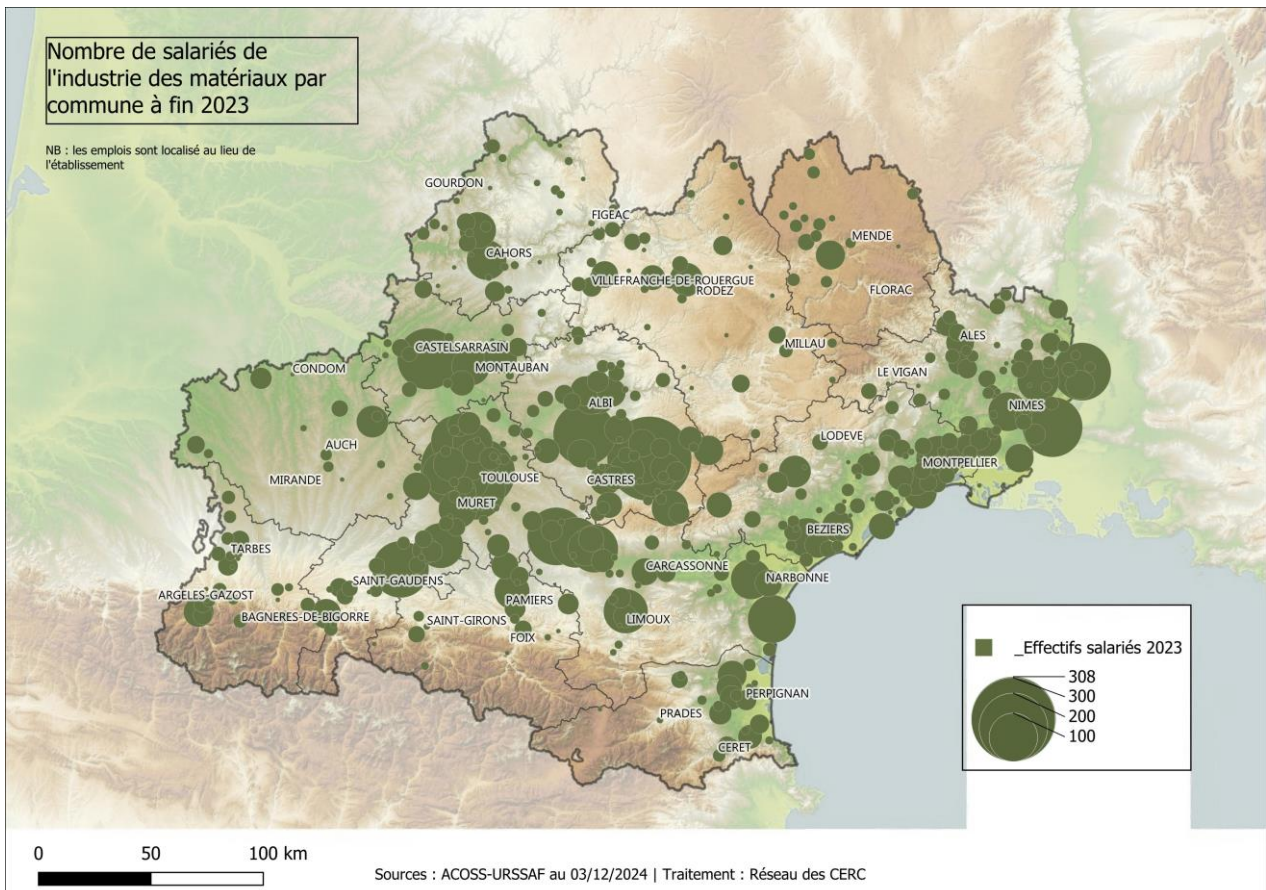 Nombre de salariés de
l'industrie des matériaux par
commune à fin 2023
NB : les emplois sont localisé au lieu de
l'établissement
GOURDON
FIGEAC
MENDE
CAHORS
VILLEFRANCHE-DE-ROUERGUE
RODEZ
FLORAC
ALES
CASTELSARRASIN
MILLAU
CONDOM
MONTAUBAN
LE VIGAN
ALBI
NIMES
AUCH
LODEVE
MIRANDE
TOULOUSE
CASTRES
MONTPELLIER
MURET
BEZIERS
TARBES
CARCASSONNE
SAINT-GAUDENS
NARBONNE
ARGELES-GAZOST
PAMIERS
BAGNERES-DE-BIGORRE
SAINT-GIRONS
LIMOUX
FOIX
PERPIGNAN
PRADES
CERET
_Effectifs salariés 2023
308
300
200
100
0 50 100 km
Sources : ACOSS-URSSAF au 03/12/2024 | Traitement : Réseau des CERC